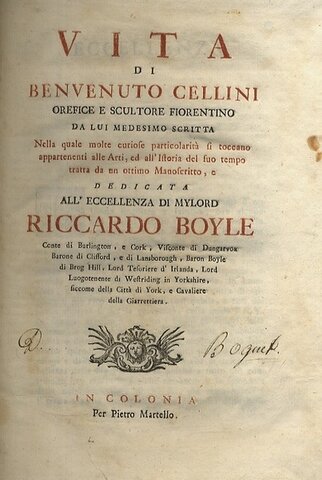 VITA
DI
BENVENUTO CELLINI
OREFICE E SCULTORE FIORENTINO
DA LUI MEDESIMO SCRITTA
Nella quale molte curiose particolarità si toccano
appartenenti alle Arti, ed all'Istoria del suo tempo
tratta da un ottimo Manoscritto, e
DEDICATA
ALL' ECCELLENZA DI MYLORD
RICCARDO BOYLE
Conte di Burlington, e Cork, Visconte di Dungarvon
Barone di Clifford, e di Lansborough, Baron Boyle
di Brog Hill, Lord Tesoriere d' Irlanda, Lord
Luogotenente di Westriding in Yorkshire,
siccome della Città di York, e Cavaliere
della Giarrettiera.
D... Boquet.
IN COLONIA
Per Pietro Martello.